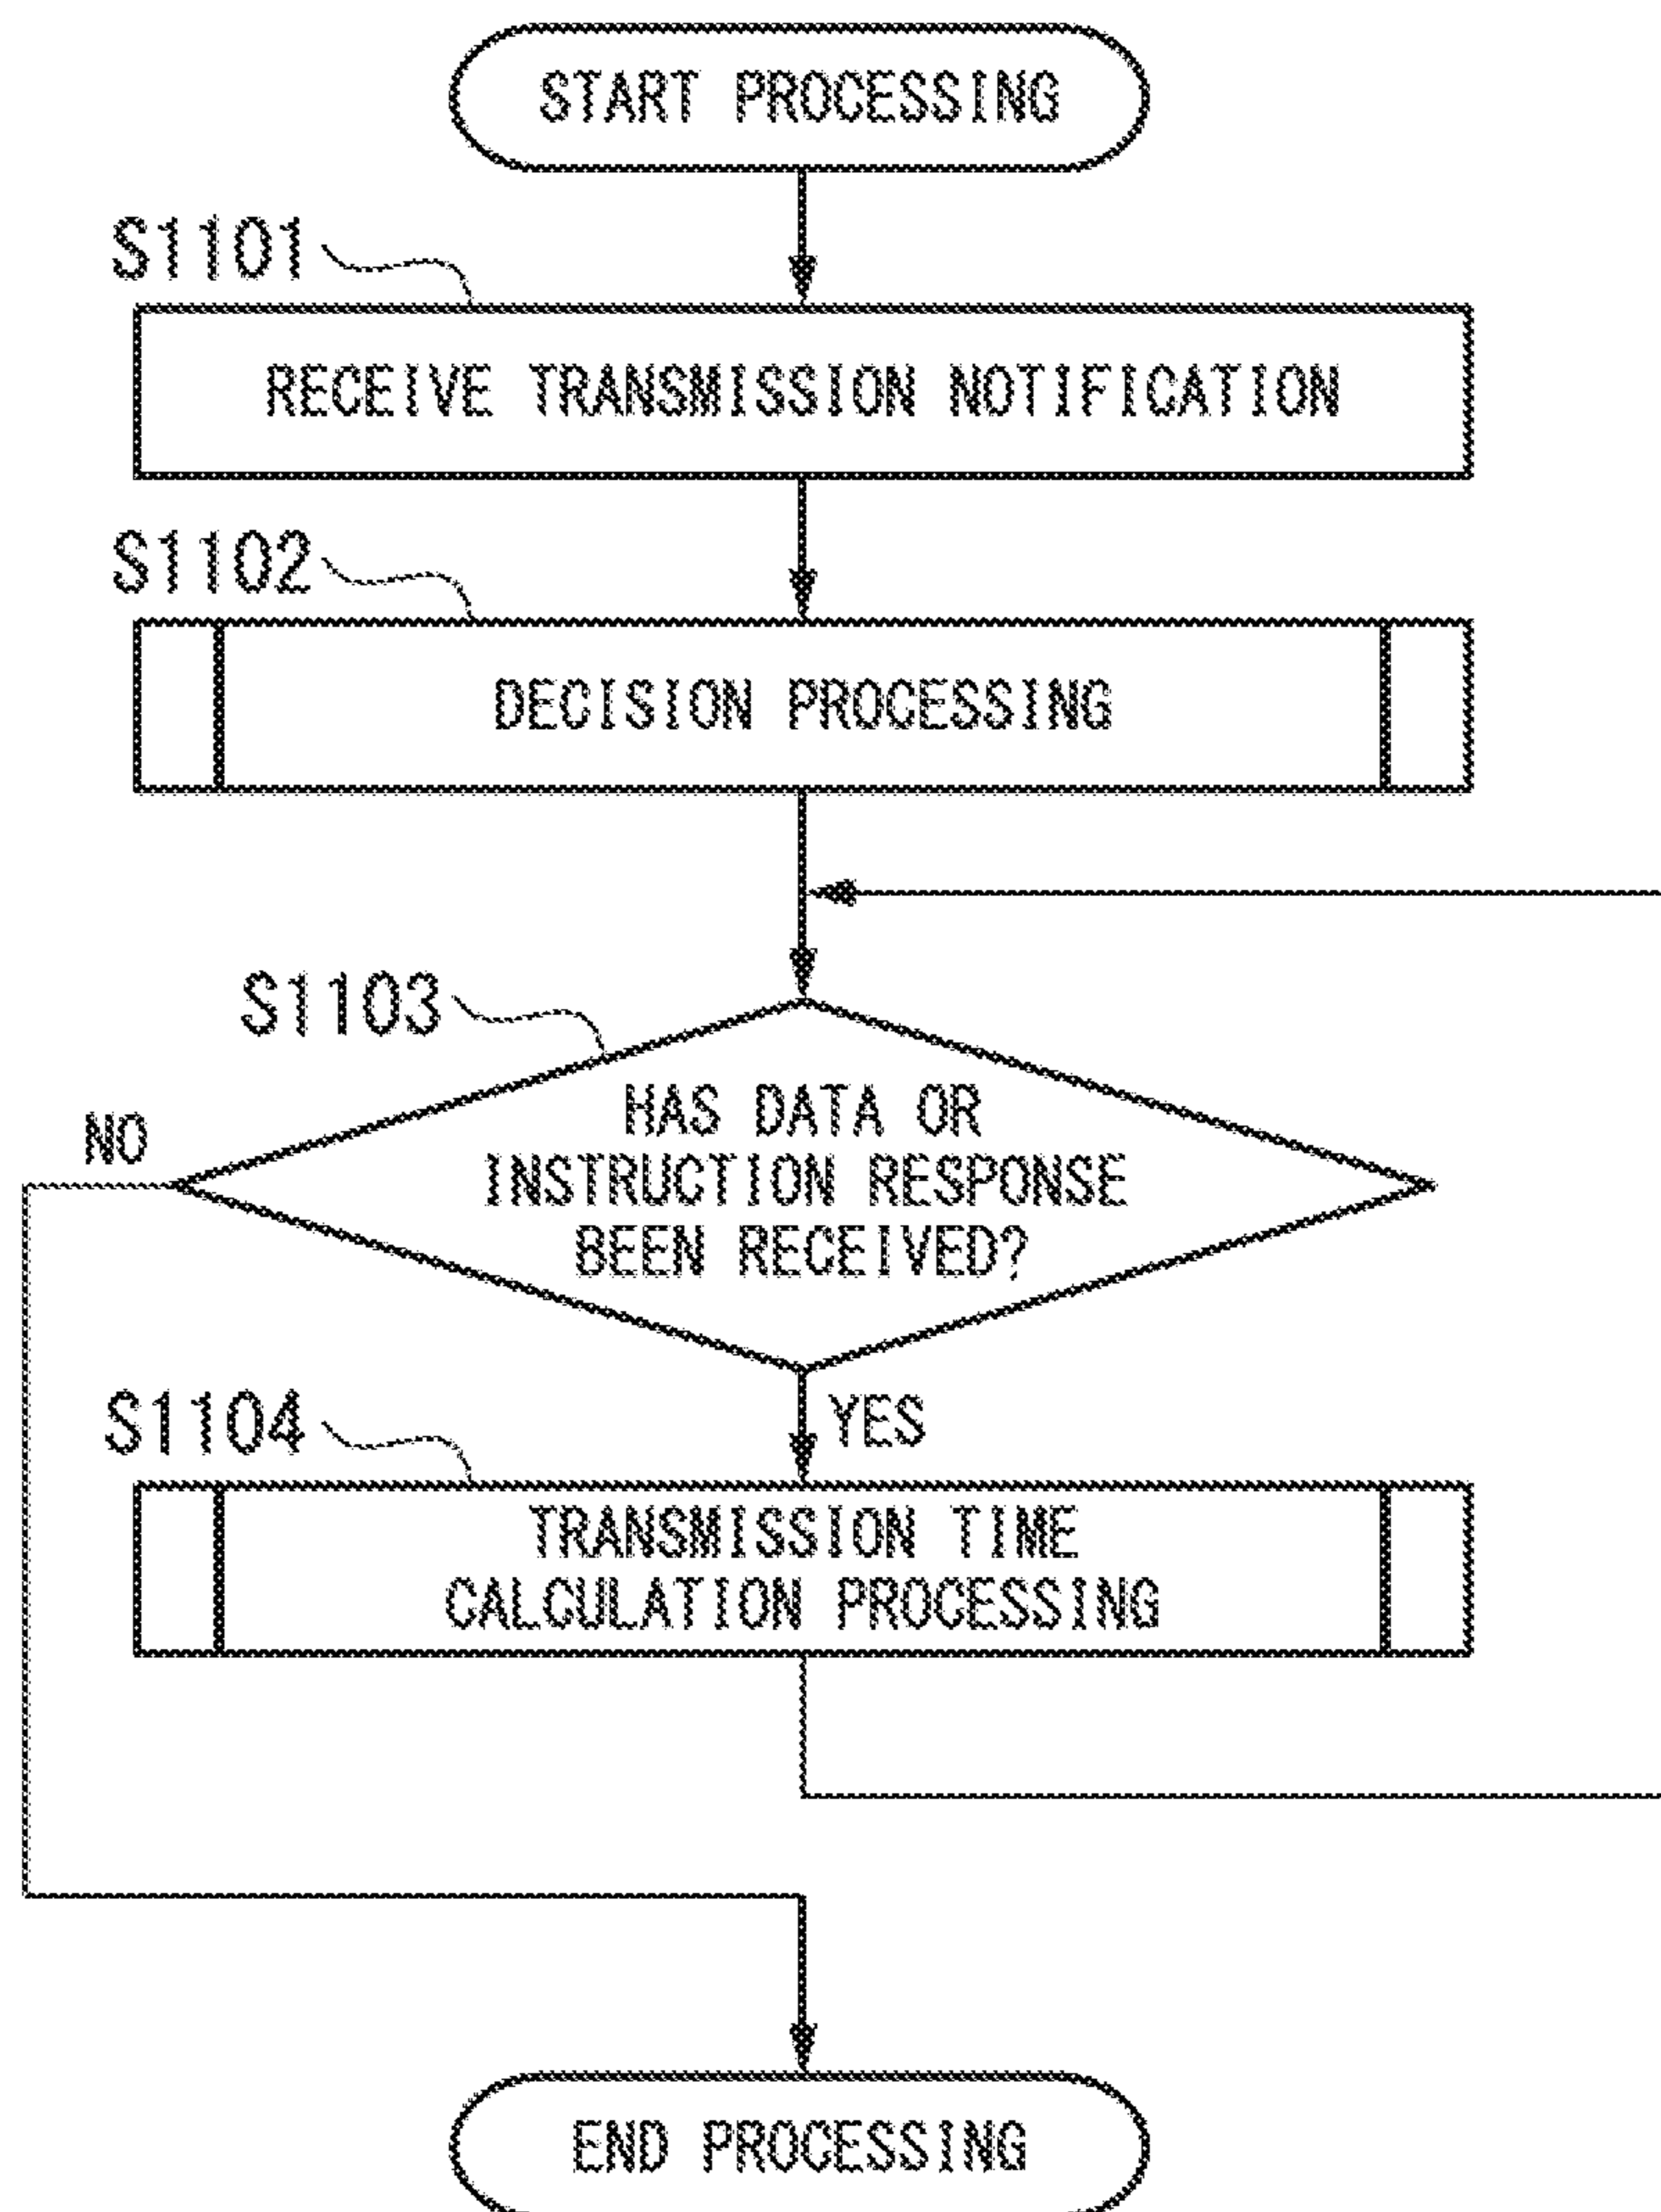 START PROCESSING
S1101
RECEIVE TRANSMISSION NOTIFICATION
S1102
DECISION PROCESSING
S1103
NO
HAS DATA OR
INSTRUCTION RESPONSE
BEEN RECEIVED?
YES
S1104
TRANSMISSION TIME
CALCULATION PROCESSING
END PROCESSING